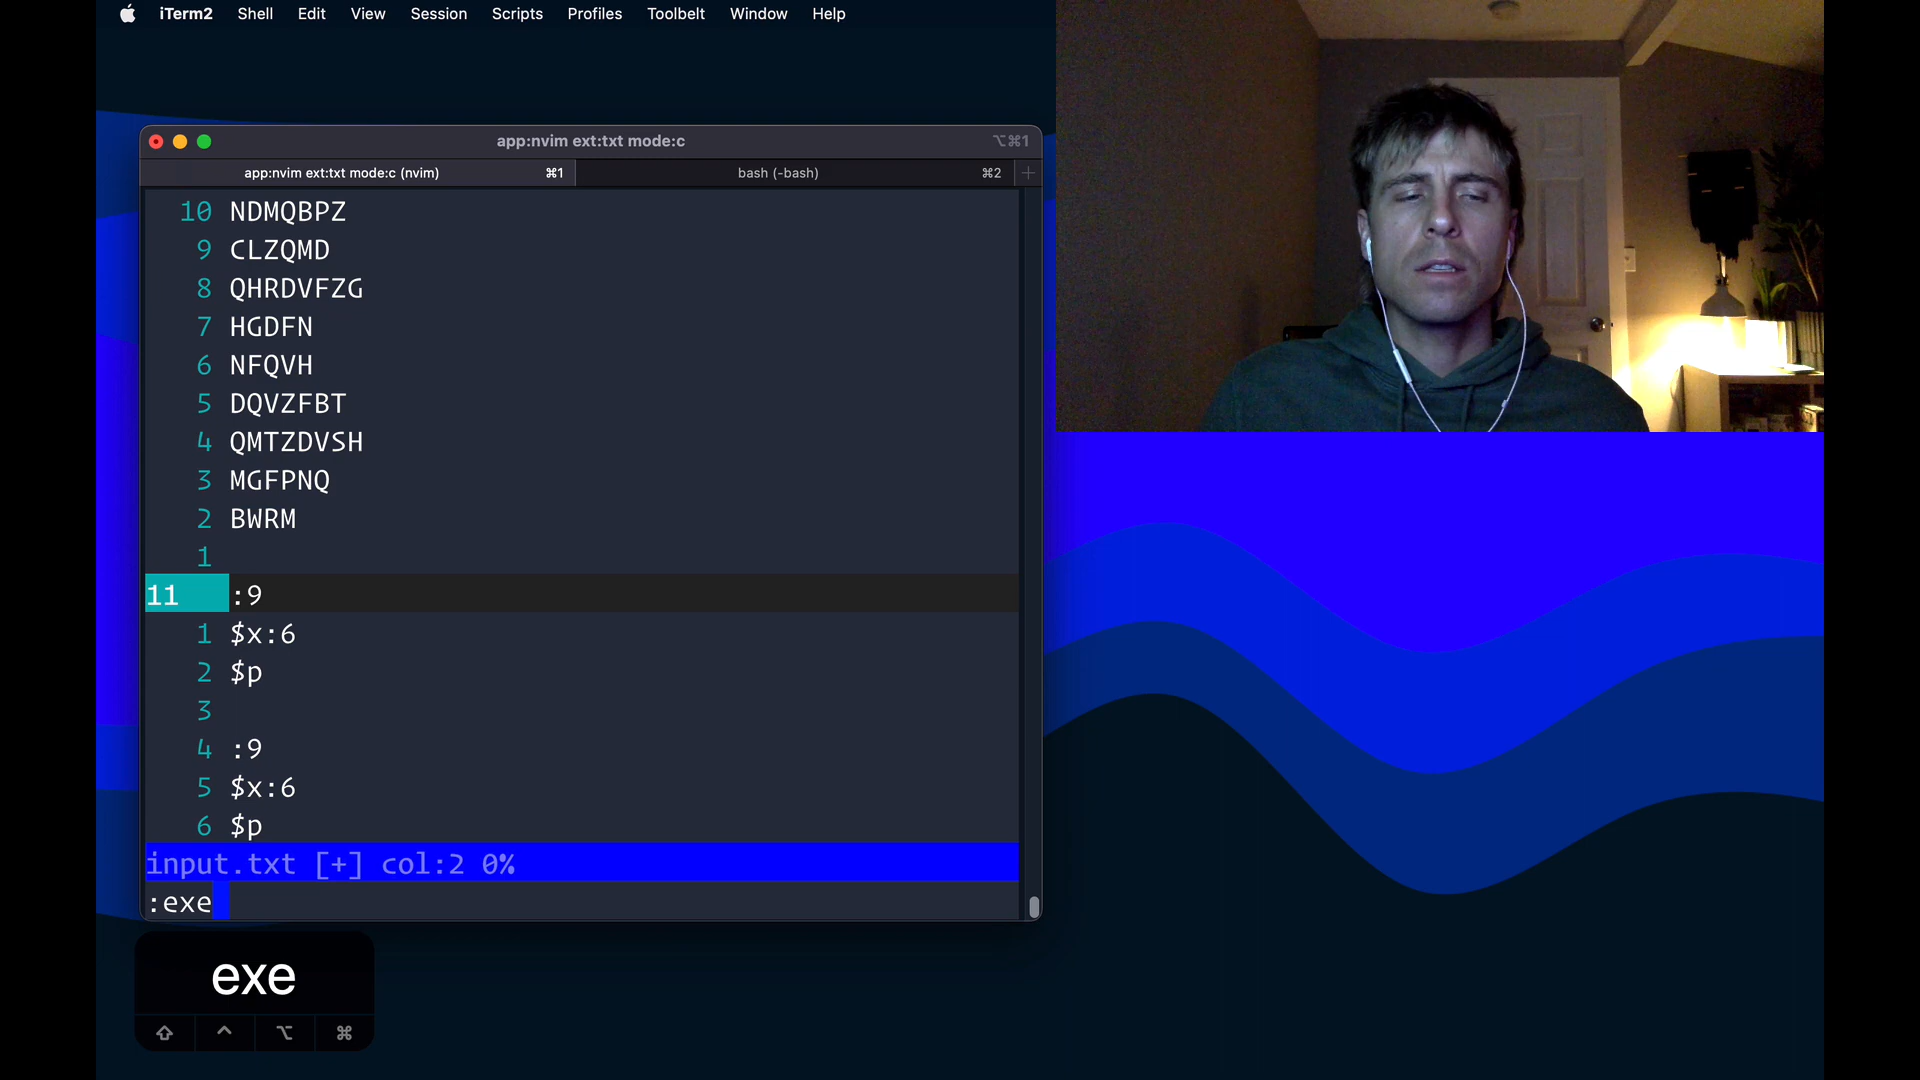 iTerm2 Shell Edit View Session Scripts Profiles Toolbelt Window Help
app:nvim ext:txt mode:c ⌥⌘1
app:nvim ext:txt mode:c (nvim) ⌘1 bash (-bash) ⌘2 +
10 NDMQBPZ
9 CLZQMD
8 QHRDVFZG
7 HGDFN
6 NFQVH
5 DQVZFBT
4 QMTZDVSH
3 MGFPNQ
2 BWRM
1
11 :9
1 $x:6
2 $p
3
4 :9
5 $x:6
6 $p
input.txt [+] col:2 0%
:exe
exe
⇧ ^ ⌥ ⌘